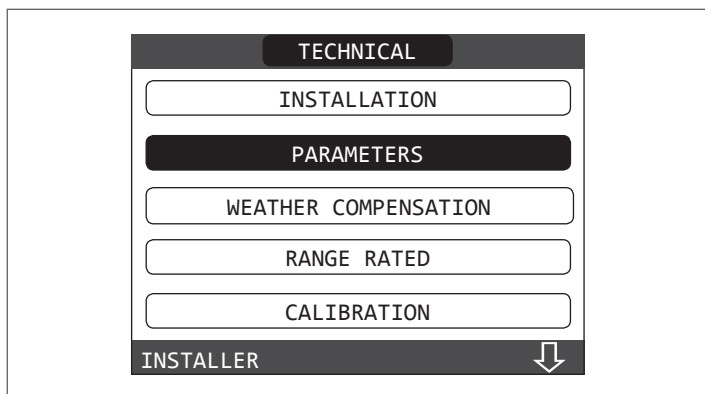 TECHNICAL
INSTALLATION
PARAMETERS
WEATHER COMPENSATION
RANGE RATED
CALIBRATION
INSTALLER